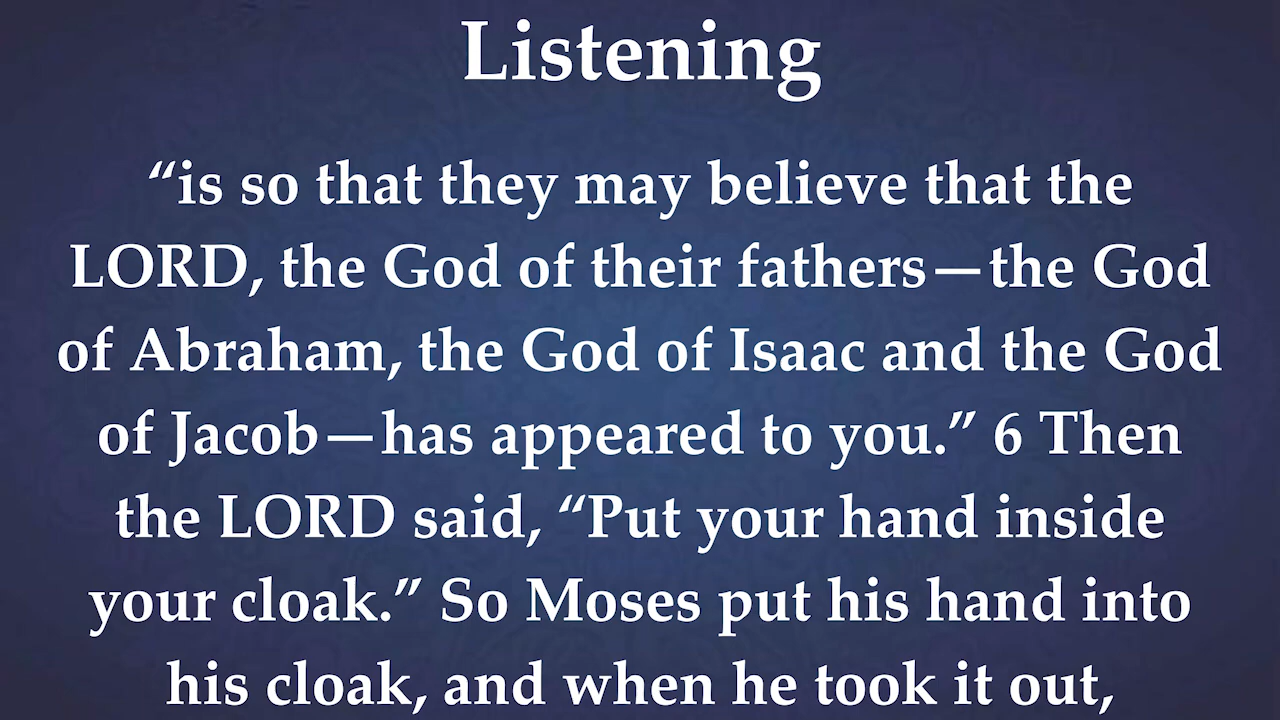 Listening
“is so that they may believe that the
LORD, the God of their fathers—the God
of Abraham, the God of Isaac and the God
of Jacob—has appeared to you.” 6 Then
the LORD said, “Put your hand inside
your cloak.” So Moses put his hand into
his cloak, and when he took it out,